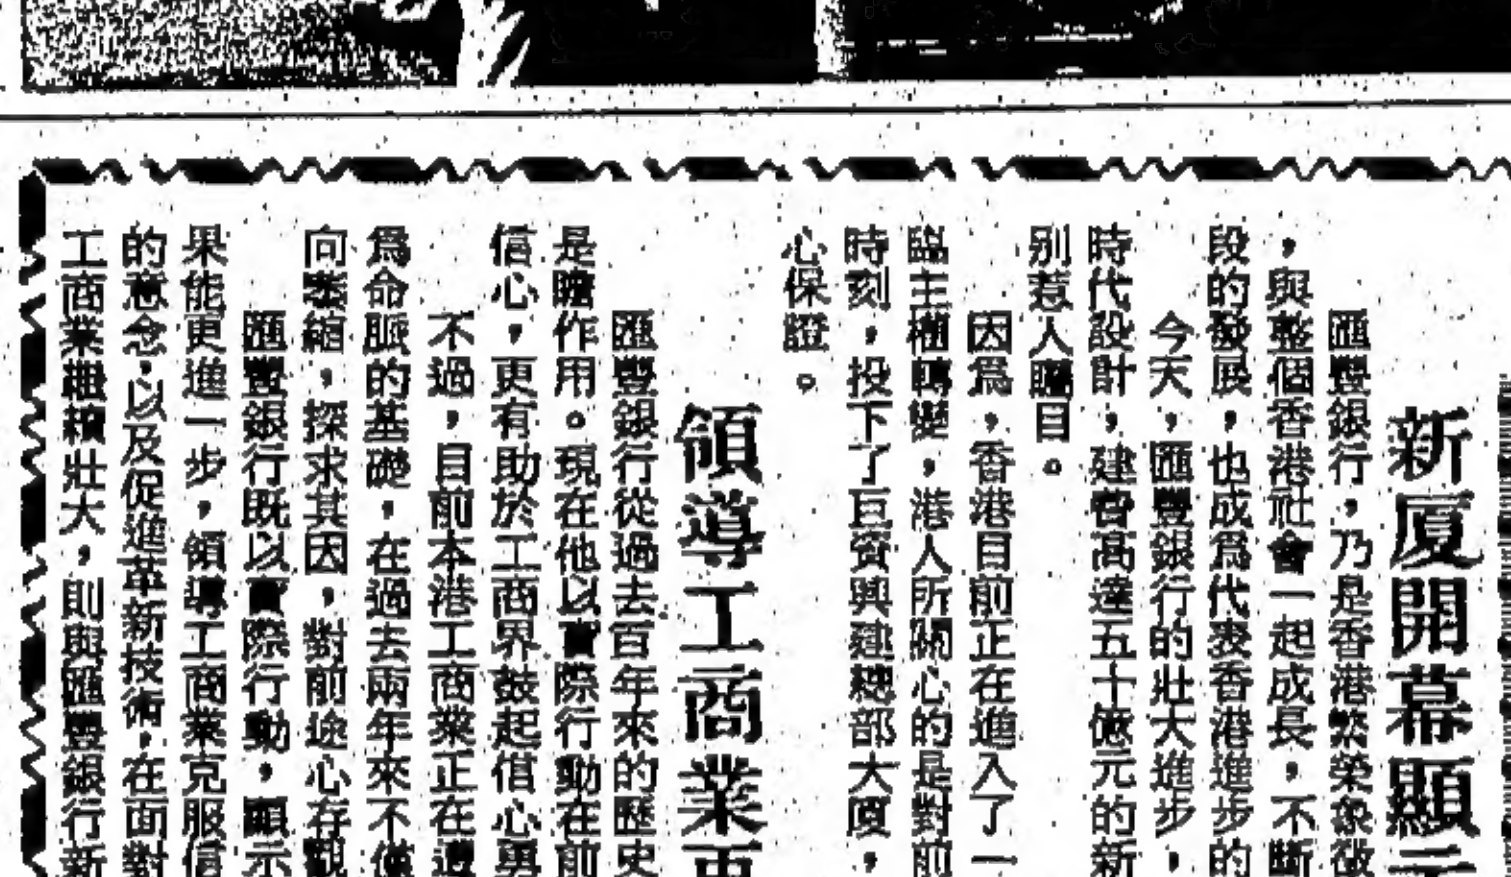 新厦開幕顯示
匯豐銀行，乃是香港繁榮象徵
，與整個香港社會一起成長，不斷
段的發展，也成爲代表香港進步的
今天，匯豐銀行的壯大進步，
時代設計，建督高達五十億元的新
别惹人矚目。
因爲，香港目前正在進入了一
臨主權轉變，港人所關心的是對前
時刻，投下了巨資興建總部大厦，
心保證。
領導工商業更
匯豐銀行從過去百年來的歷史
是瞻作用。現在他以實際行動在前
信心，更有助於工商界鼓起信心勇
不過，目前本港工商業正在遭
爲命脈的基礎，在過去兩年來不僅
向萎縮，探求其因，對前途心存觀
匯豐銀行既以實際行動，顯示
果能更進一步，領導工商業克服信
的意念，以及促進革新技術，在面對
工商業繼續壯大，則與匯豐銀行新